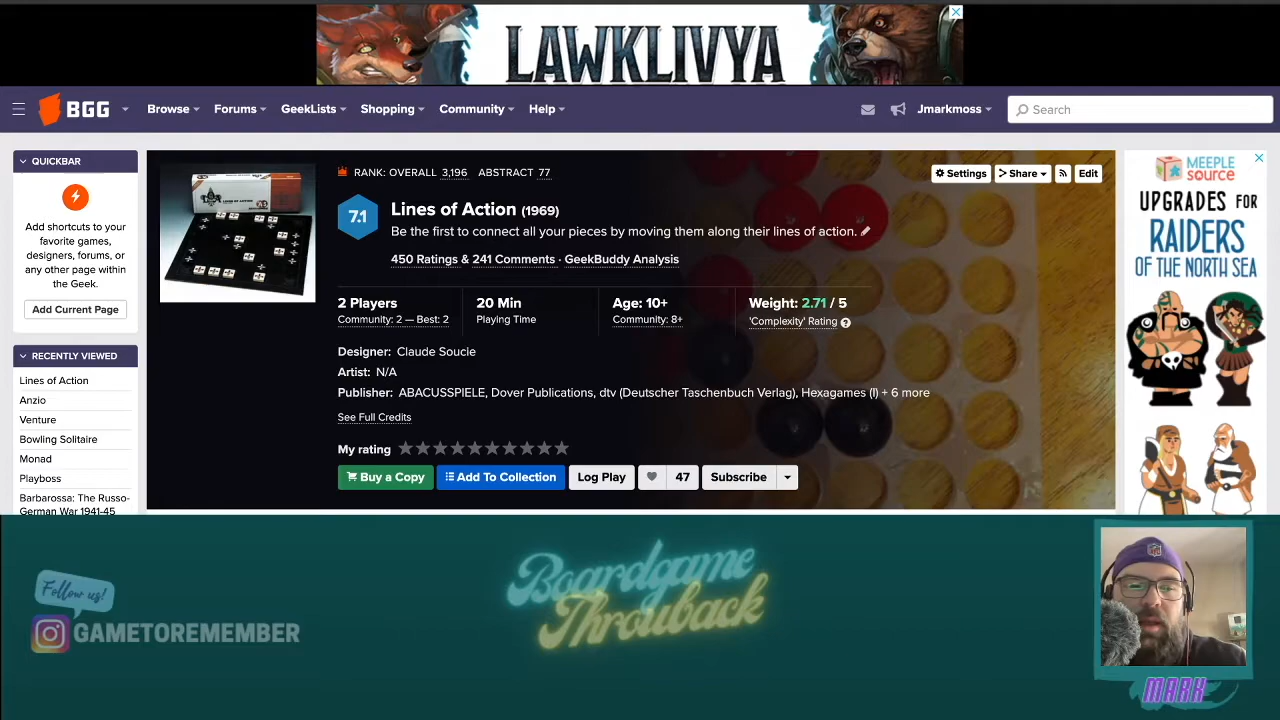 LAWKLIVYA
BGG
Browse
Forums
GeekLists
Shopping
Community
Help
Jmarkmoss
Search
QUICKBAR
Add shortcuts to your
favorite games,
designers, forums, or
any other page within
the Geek.
Add Current Page
RECENTLY VIEWED
Lines of Action
Anzio
Venture
Bowling Solitaire
Monad
Playboss
Barbarossa: The Russo-
German War 1941-45
RANK: OVERALL 3,196 ABSTRACT 77
Settings
Share
Edit
7.1
Lines of Action (1969)
Be the first to connect all your pieces by moving them along their lines of action.
450 Ratings & 241 Comments · GeekBuddy Analysis
2 Players
Community: 2 — Best: 2
20 Min
Playing Time
Age: 10+
Community: 8+
Weight: 2.71 / 5
'Complexity' Rating
Designer: Claude Soucie
Artist: N/A
Publisher: ABACUSSPIELE, Dover Publications, dtv (Deutscher Taschenbuch Verlag), Hexagames (I) + 6 more
See Full Credits
My rating
Buy a Copy
Add To Collection
Log Play
47
Subscribe
MEEPLE
SOURCE
UPGRADES FOR
RAIDERS
OF THE NORTH SEA
Follow us!
GAMETOREMEMBER
Boardgame
Throwback
MARK